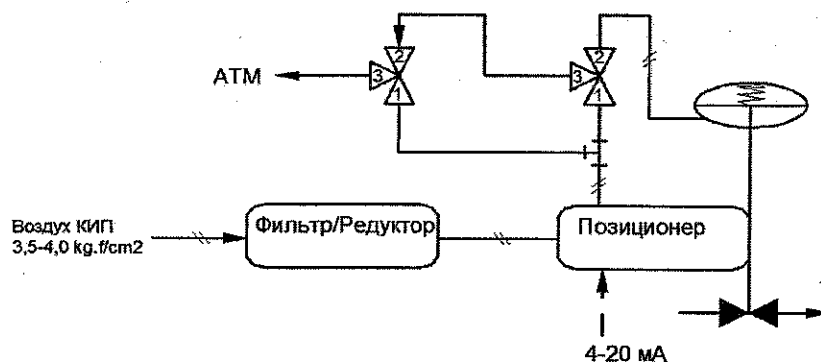 2
2
АТМ
3
3
1
1
Воздух КИП
3,5-4,0 kg.f/cm2
Фильтр/Редуктор
Позиционер
4-20 мА